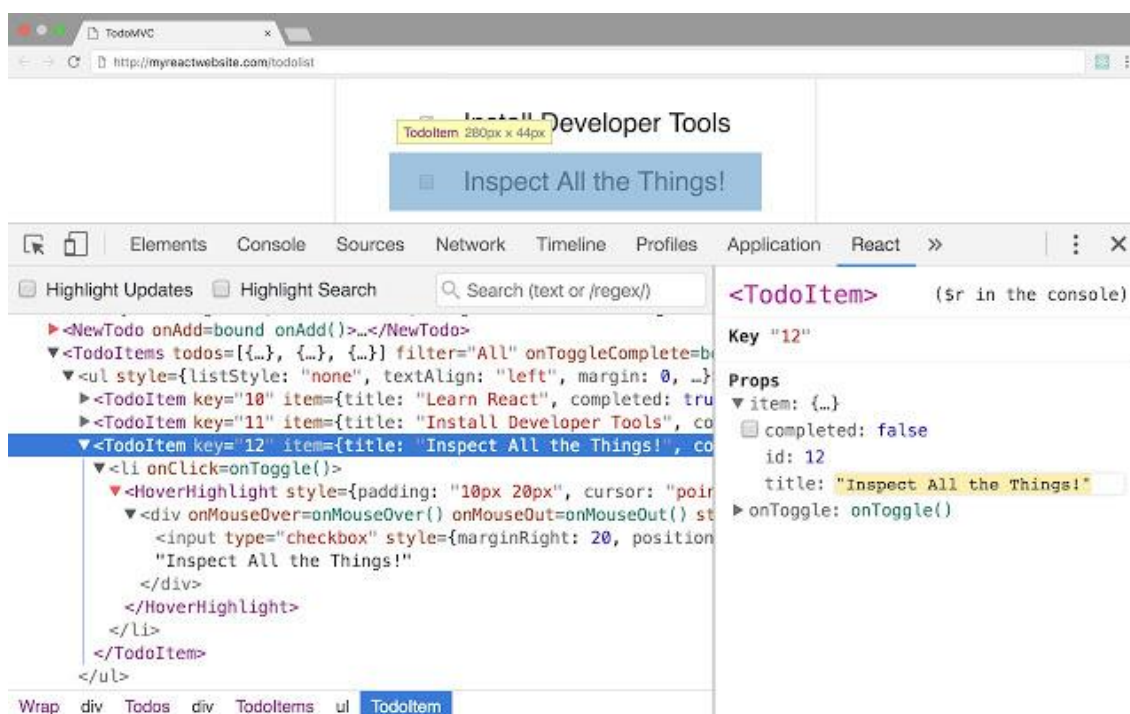 TodoMVC ×
http://myreactwebsite.com/todolist
Install Developer Tools
TodoItem 280px × 44px
Inspect All the Things!
Elements Console Sources Network Timeline Profiles Application React »
Highlight Updates Highlight Search Search (text or /regex/)
▶<NewTodo onAdd=bound onAdd()>…</NewTodo>
▼<TodoItems todos=[{…}, {…}, {…}] filter="All" onToggleComplete=b
▼<ul style={listStyle: "none", textAlign: "left", margin: 0, …}
▶<TodoItem key="10" item={title: "Learn React", completed: tru
▶<TodoItem key="11" item={title: "Install Developer Tools", co
▼<TodoItem key="12" item={title: "Inspect All the Things!", co
▼<li onClick=onToggle()>
▼<HoverHighlight style={padding: "10px 20px", cursor: "poin
▼<div onMouseOver=onMouseOver() onMouseOut=onMouseOut() st
<input type="checkbox" style={marginRight: 20, position
"Inspect All the Things!"
</div>
</HoverHighlight>
</li>
</TodoItem>
</ul>
Wrap div Todos div TodoItems ul TodoItem
<TodoItem> ($r in the console)
Key "12"
Props
▼item: {…}
completed: false
id: 12
title: "Inspect All the Things!"
▶onToggle: onToggle()